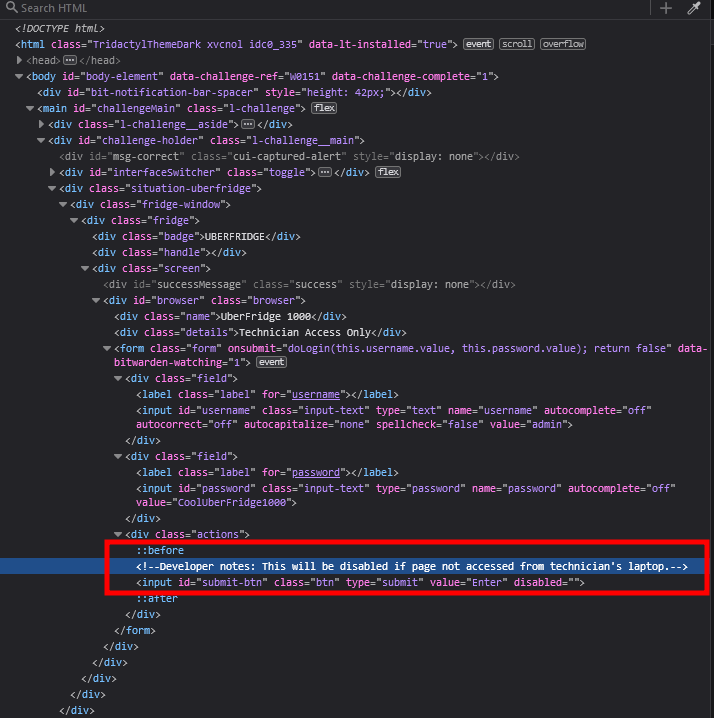 Search HTML
<!DOCTYPE html>
<html class="TridactylThemeDark xvcnol idc0_335" data-lt-installed="true"> event scroll overflow
<head> ••• </head>
<body id="body-element" data-challenge-ref="W0151" data-challenge-complete="1">
<div id="bit-notification-bar-spacer" style="height: 42px;"></div>
<main id="challengeMain" class="l-challenge"> flex
<div class="l-challenge__aside"> ••• </div>
<div id="challenge-holder" class="l-challenge__main">
<div id="msg-correct" class="cui-captured-alert" style="display: none"></div>
<div id="interfaceSwitcher" class="toggle"> ••• </div> flex
<div class="situation-uberfridge">
<div class="fridge-window">
<div class="fridge">
<div class="badge">UBERFRIDGE</div>
<div class="handle"></div>
<div class="screen">
<div id="successMessage" class="success" style="display: none"></div>
<div id="browser" class="browser">
<div class="name">UberFridge 1000</div>
<div class="details">Technician Access Only</div>
<form class="form" onsubmit="doLogin(this.username.value, this.password.value); return false" data-
bitwarden-watching="1"> event
<div class="field">
<label class="label" for="username"></label>
<input id="username" class="input-text" type="text" name="username" autocomplete="off"
autocorrect="off" autocapitalize="none" spellcheck="false" value="admin">
</div>
<div class="field">
<label class="label" for="password"></label>
<input id="password" class="input-text" type="password" name="password" autocomplete="off"
value="CoolUberFridge1000">
</div>
<div class="actions">
::before
<!--Developer notes: This will be disabled if page not accessed from technician's laptop.-->
<input id="submit-btn" class="btn" type="submit" value="Enter" disabled="">
::after
</div>
</form>
</div>
</div>
</div>
</div>
</div>